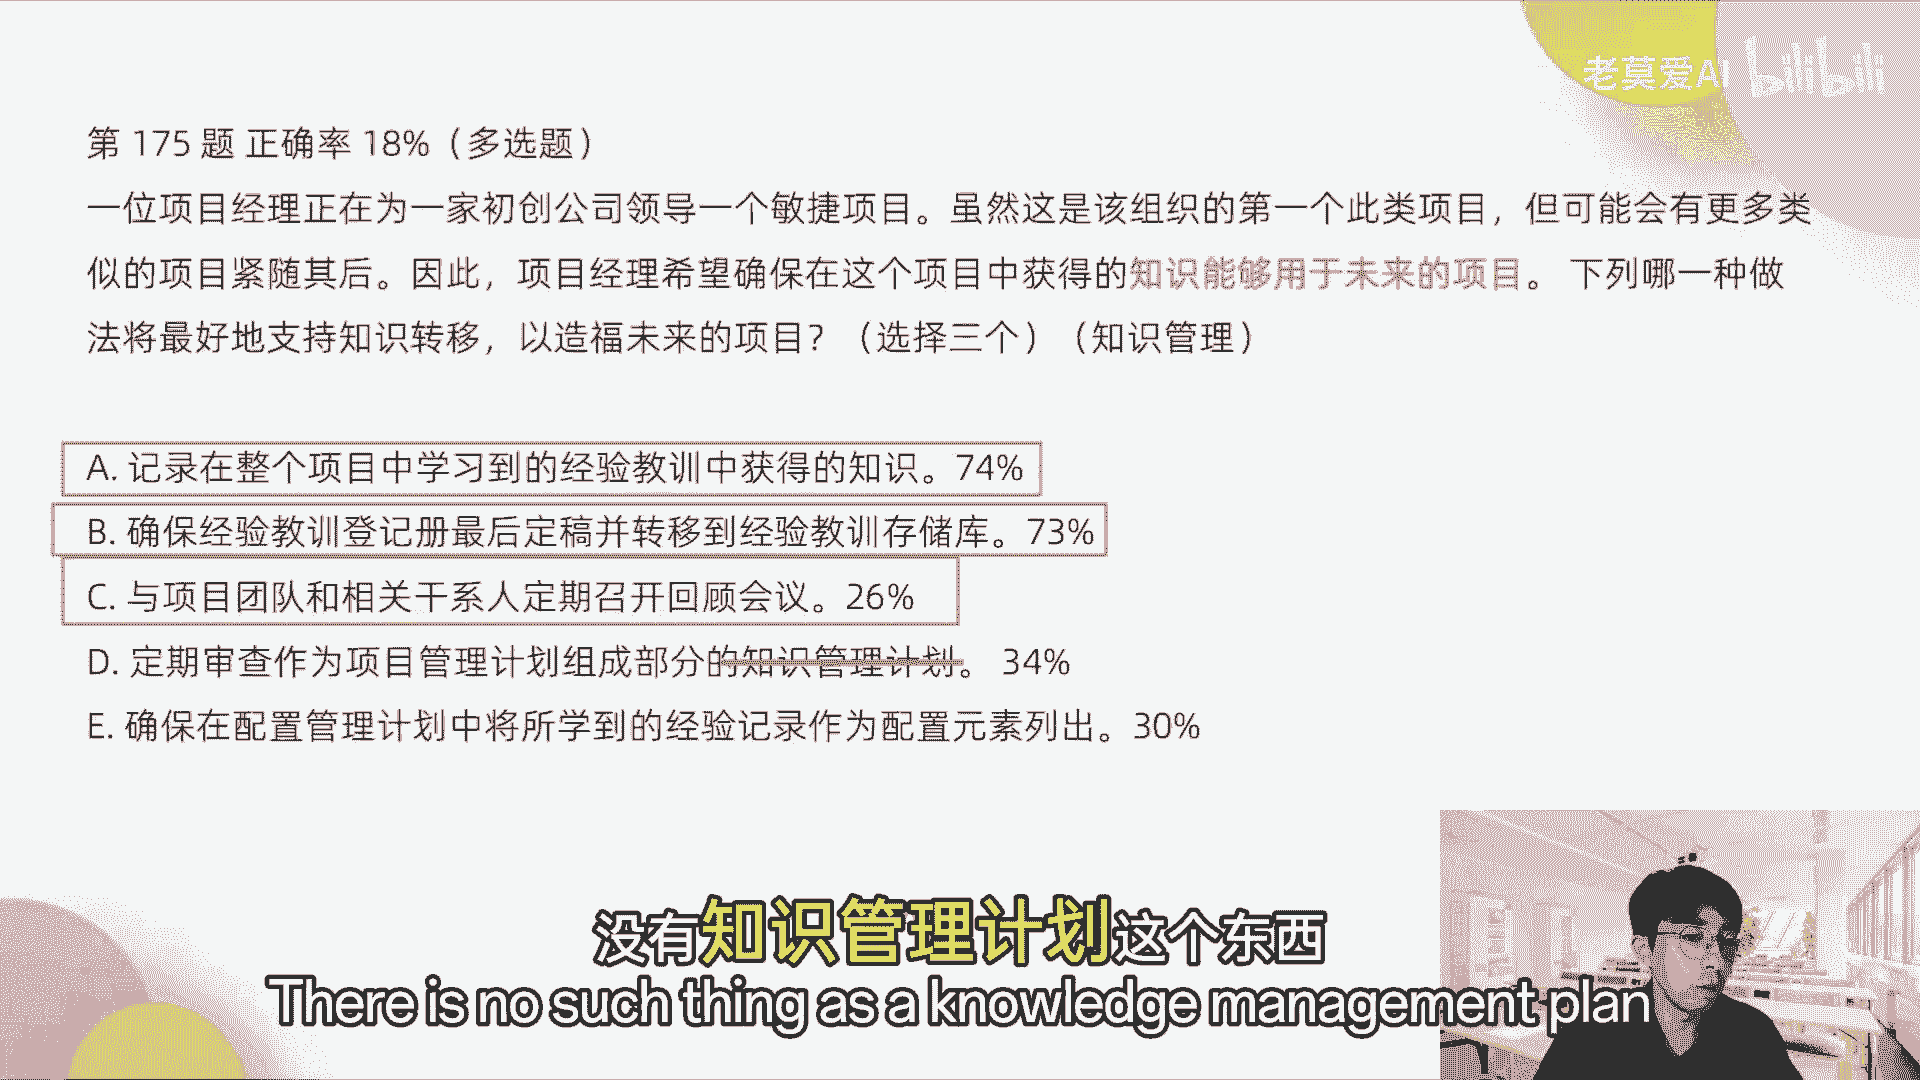 老莫爱AI bilibili
第 175 题 正确率 18%（多选题）
一位项目经理正在为一家初创公司领导一个敏捷项目。虽然这是该组织的第一个此类项目，但可能会有更多类
似的项目紧随其后。因此，项目经理希望确保在这个项目中获得的知识能够用于未来的项目。 下列哪一种做
法将最好地支持知识转移，以造福未来的项目？（选择三个）（知识管理）
A. 记录在整个项目中学习到的经验教训中获得的知识。74%
B. 确保经验教训登记册最后定稿并转移到经验教训存储库。73%
C. 与项目团队和相关干系人定期召开回顾会议。26%
D. 定期审查作为项目管理计划组成部分的知识管理计划。 34%
E. 确保在配置管理计划中将所学到的经验记录作为配置元素列出。30%
没有知识管理计划这个东西
There is no such thing as a knowledge management plan